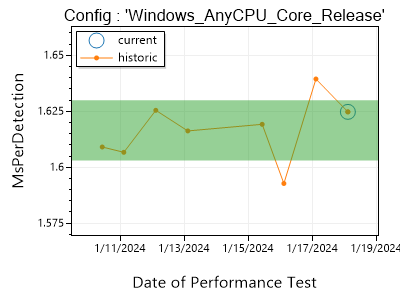 Config : 'Windows_AnyCPU_Core_Release'
current
historic
1.65
1.625
1.6
1.575
MsPerDetection
1/11/2024
1/13/2024
1/15/2024
1/17/2024
1/19/2024
Date of Performance Test